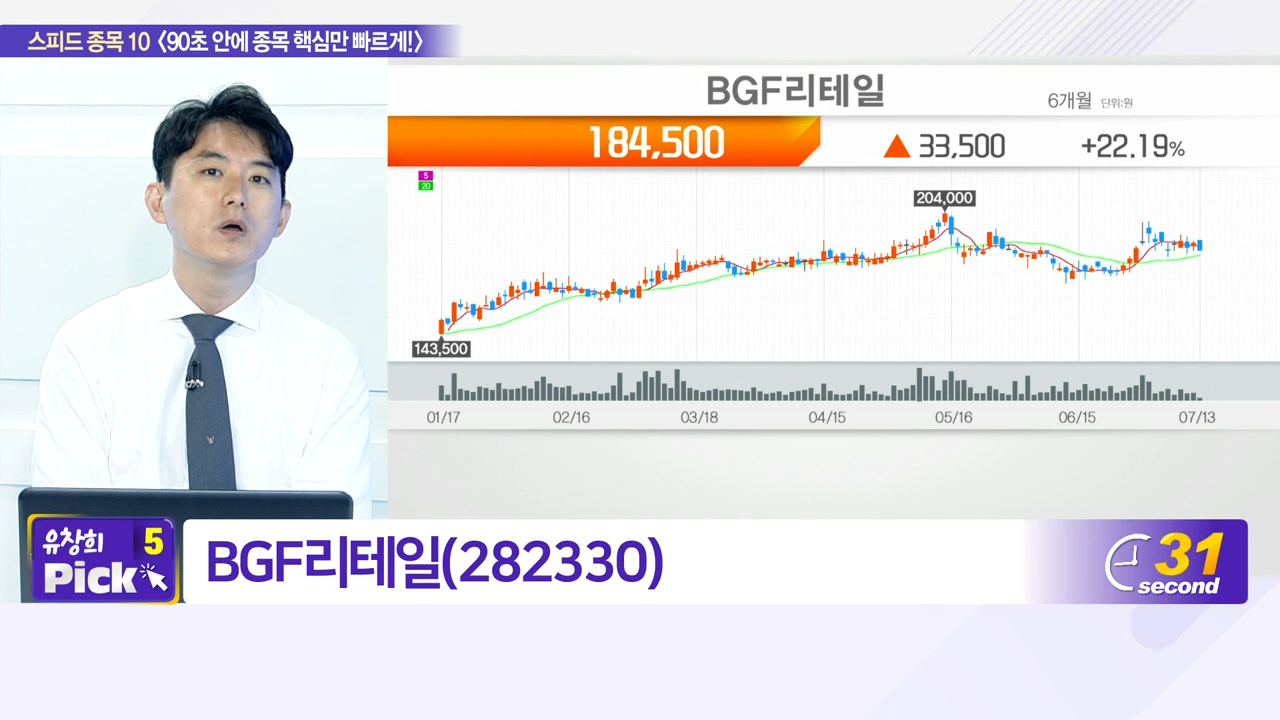 스피드 종목 10 〈90초 안에 종목 핵심만 빠르게!〉
BGF리테일
6개월 단위:원
184,500 ▲ 33,500 +22.19%
5
20
204,000
143,500
01/17 02/16 03/18 04/15 05/16 06/15 07/13
유창희 5
Pick
BGF리테일(282330)
31
second